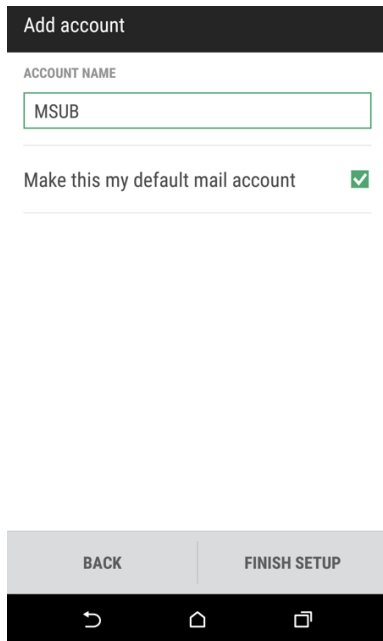 Add account
ACCOUNT NAME
MSUB
Make this my default mail account
BACK
FINISH SETUP